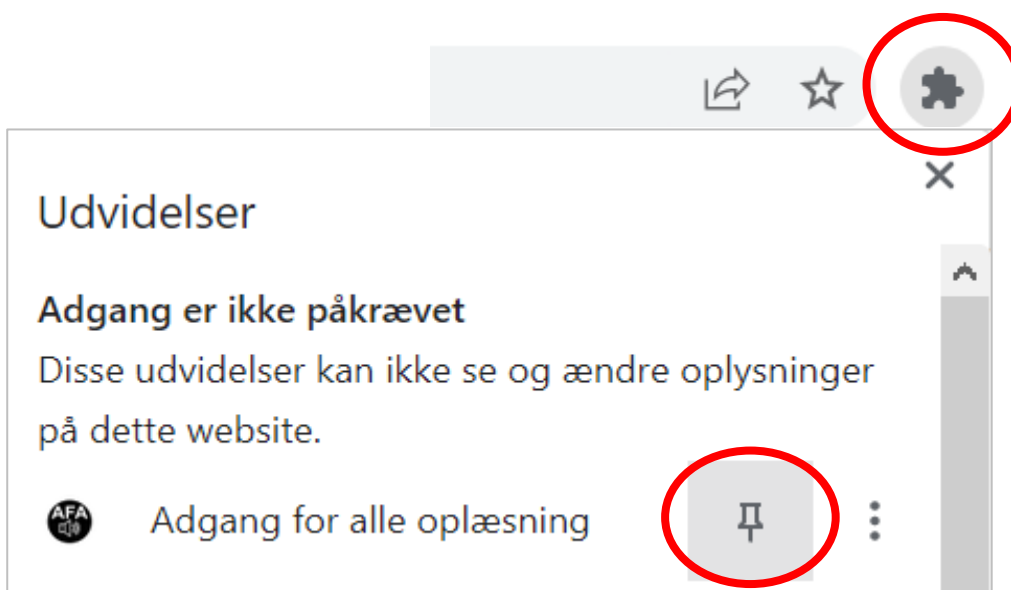 Udvidelser
Adgang er ikke påkrævet
Disse udvidelser kan ikke se og ændre oplysninger
på dette website.
AFA
Adgang for alle oplæsning